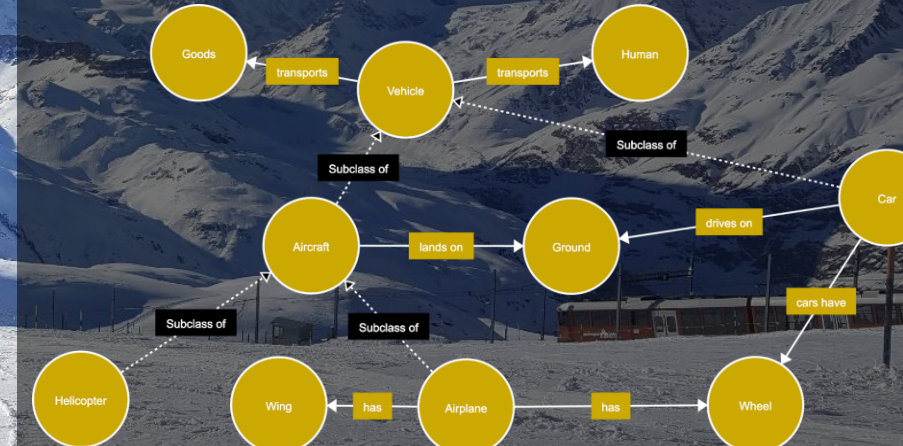 Goods
transports
Vehicle
transports
Human
Subclass of
Subclass of
Car
Aircraft
lands on
Ground
drives on
cars have
Subclass of
Subclass of
Helicopter
Wing
has
Airplane
has
Wheel